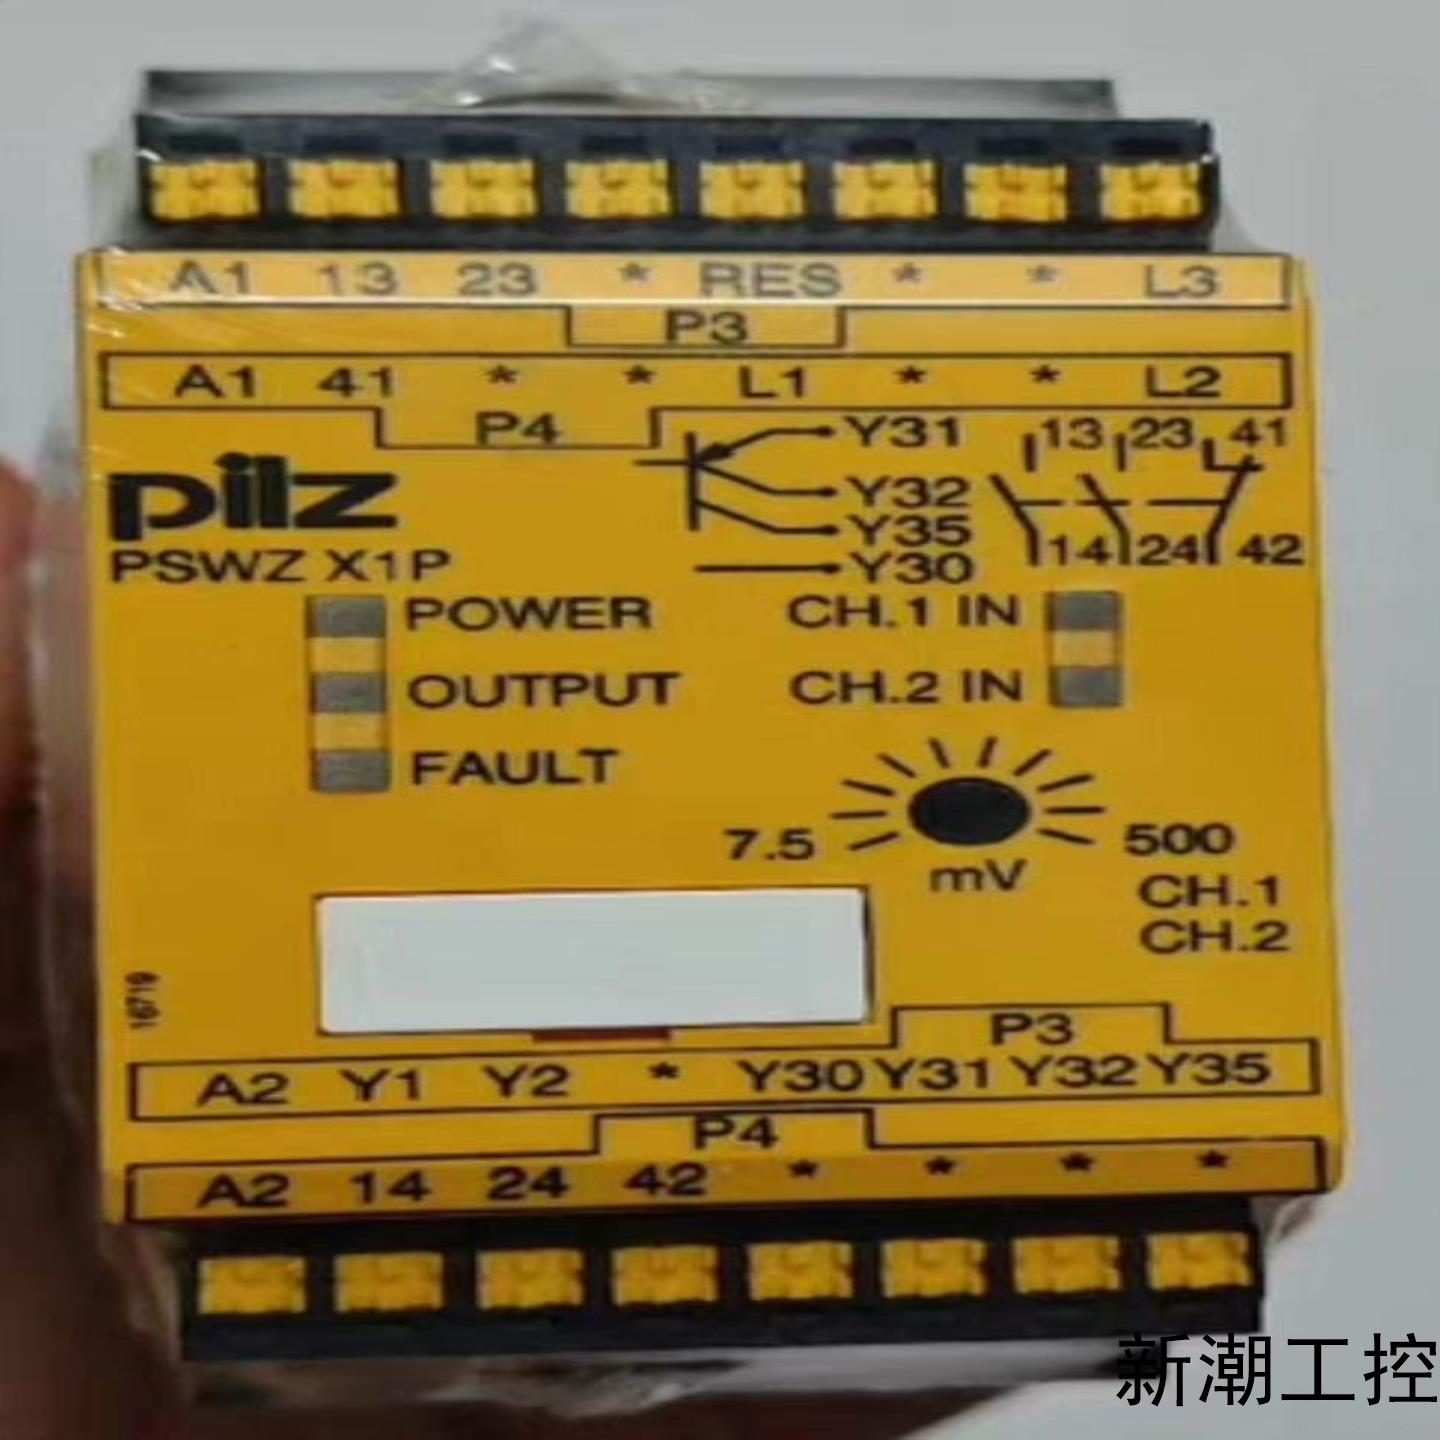 A1 13 23 * RES * * L3
P3
A1 41 * * L1 * * L2
P4
Y31
13 23 41
pilz
Y32
Y35
PSWZ X1P
Y30
14 24 42
POWER
CH.1 IN
OUTPUT
CH.2 IN
FAULT
7.5
500
mV
CH.1
CH.2
16719
P3
A2 Y1 Y2 * Y30 Y31 Y32 Y35
P4
A2 14 24 42 * * * *
新潮工控